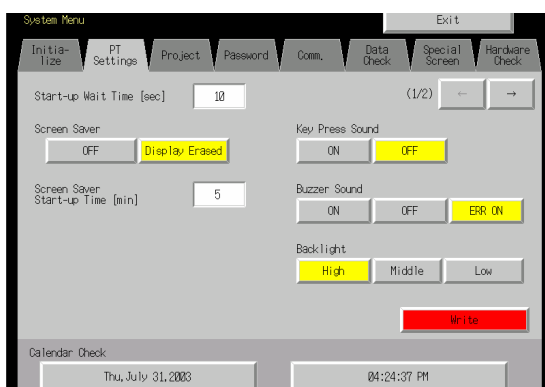 System Menu
Exit
Initia-
lize
PT
Settings
Project
Password
Comm.
Data
Check
Special
Screen
Hardware
Check
Start-up Wait Time [sec]
10
(1/2)
←
→
Screen Saver
OFF
Display Erased
Key Press Sound
ON
OFF
Screen Saver
Start-up Time [min]
5
Buzzer Sound
ON
OFF
ERR ON
Backlight
High
Middle
Low
Write
Calendar Check
Thu,July 31,2003
04:24:37 PM